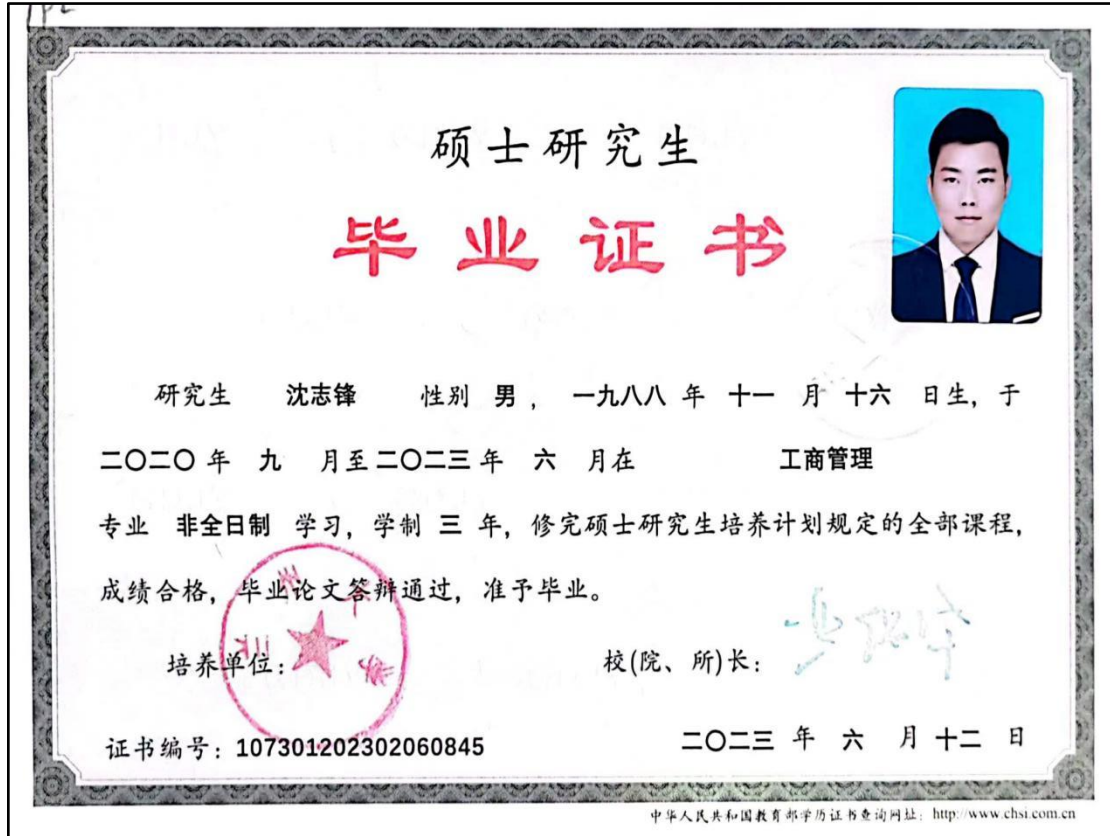 硕士研究生
毕业证书
研究生 沈志锋 性别 男， 一九八八 年 十一 月 十六 日生，于
二〇二〇 年 九 月至 二〇二三 年 六 月在 工商管理
专业 非全日制 学习，学制 三 年，修完硕士研究生培养计划规定的全部课程，
成绩合格，毕业论文答辩通过，准予毕业。
培养单位： 校(院、所)长：
证书编号：107301202302060845 二〇二三 年 六 月 十二 日
中华人民共和国教育部学历证书查询网址：http://www.chsi.com.cn